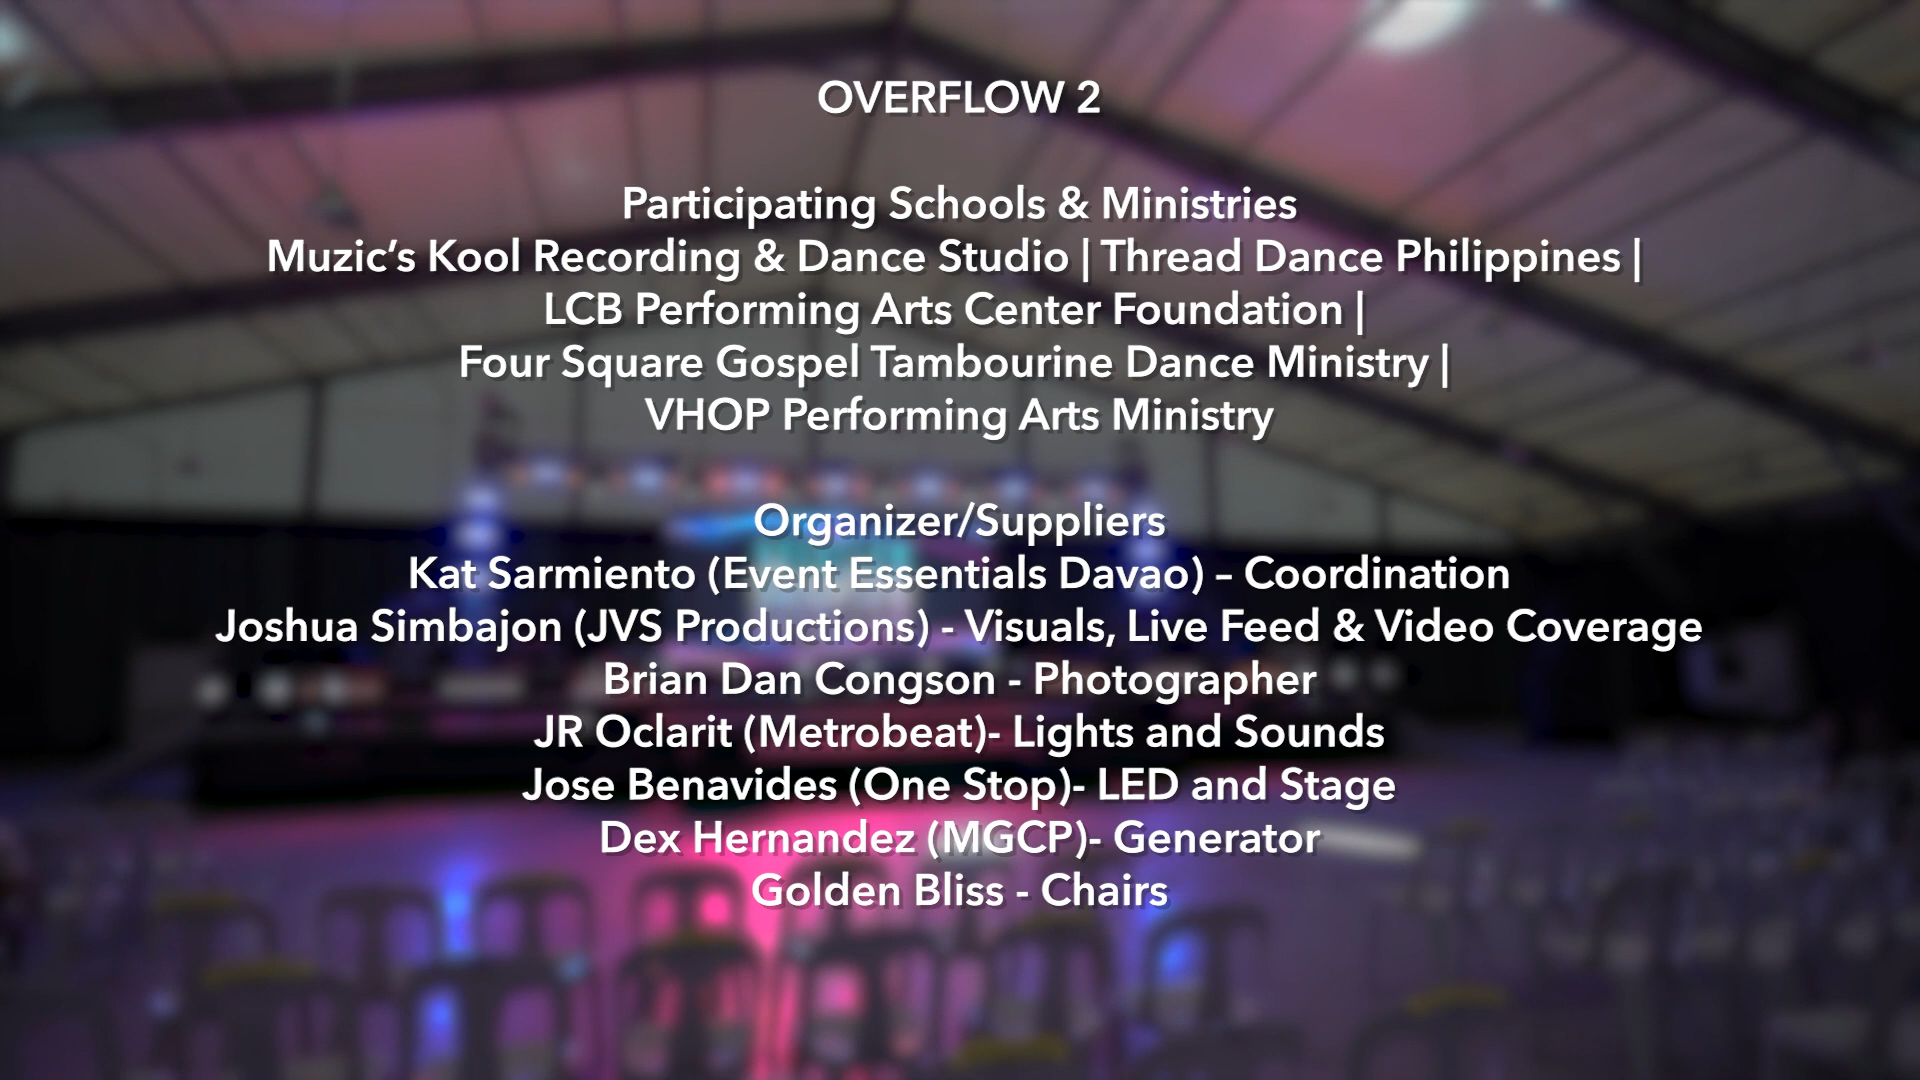 OVERFLOW 2
Participating Schools & Ministries
Muzic’s Kool Recording & Dance Studio | Thread Dance Philippines |
LCB Performing Arts Center Foundation |
Four Square Gospel Tambourine Dance Ministry |
VHOP Performing Arts Ministry
Organizer/Suppliers
Kat Sarmiento (Event Essentials Davao) – Coordination
Joshua Simbajon (JVS Productions) - Visuals, Live Feed & Video Coverage
Brian Dan Congson - Photographer
JR Oclarit (Metrobeat)- Lights and Sounds
Jose Benavides (One Stop)- LED and Stage
Dex Hernandez (MGCP)- Generator
Golden Bliss - Chairs